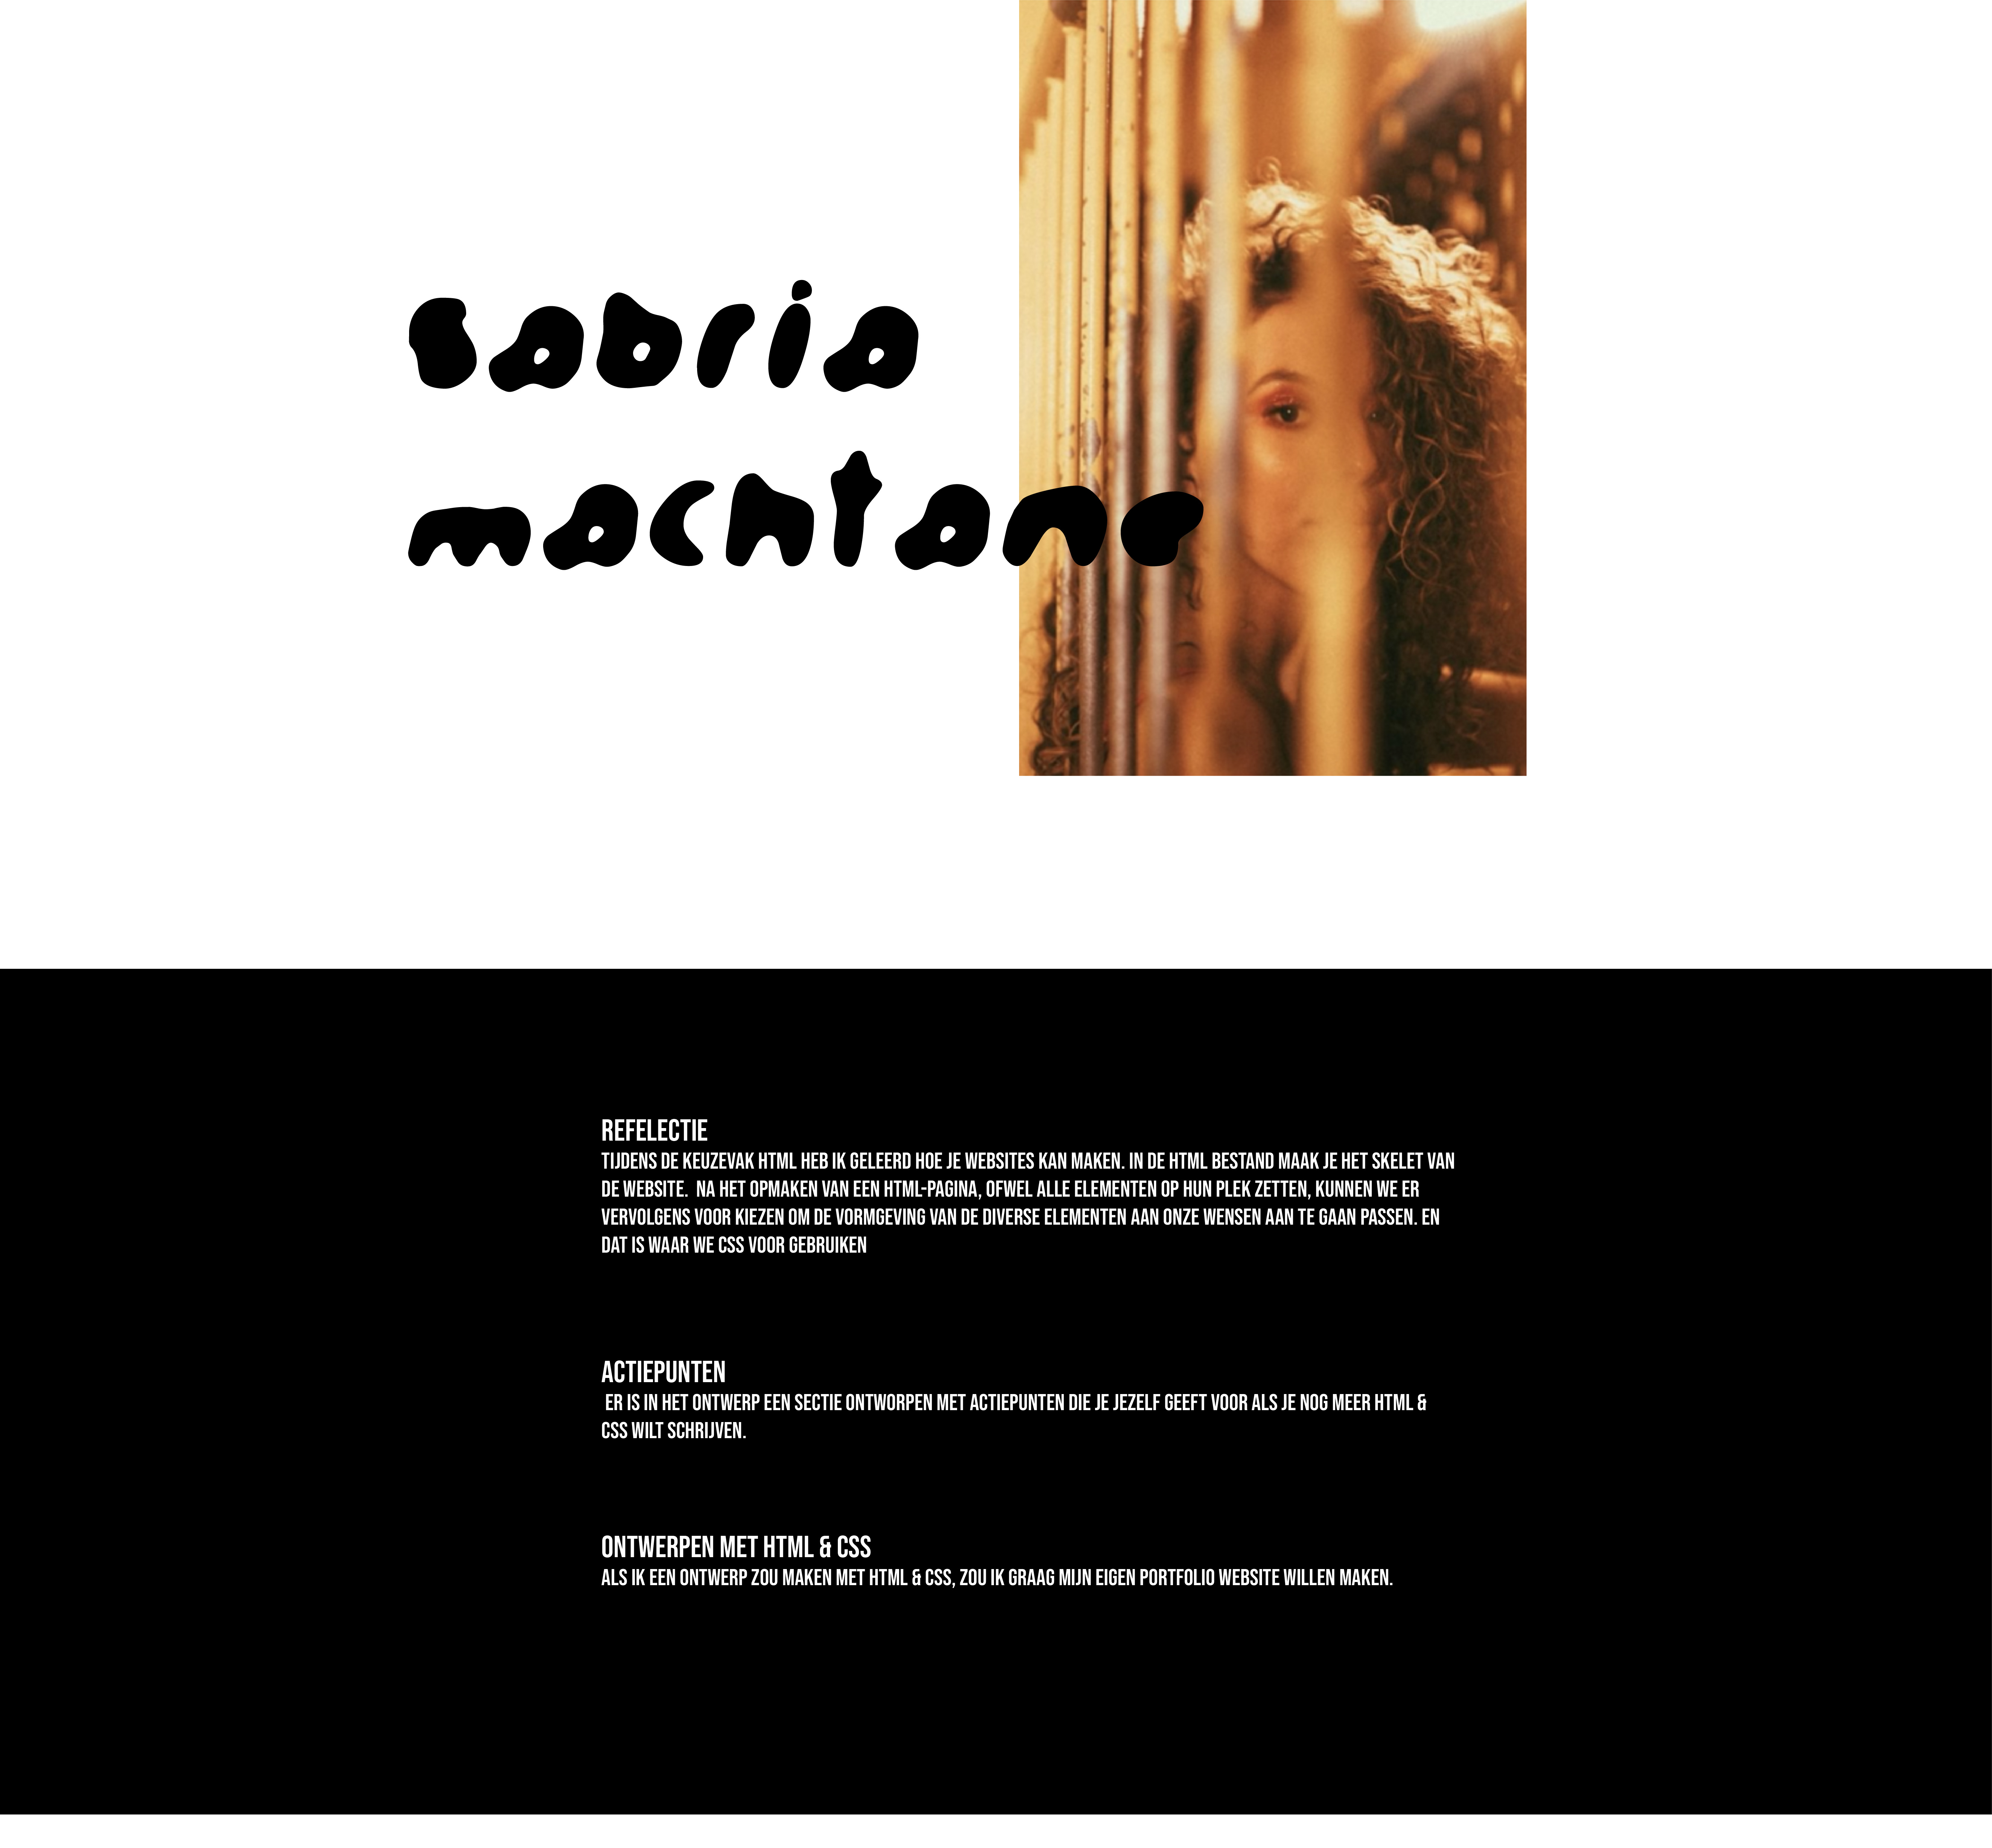 sabria
machtane
REFELECTIE
TIJDENS DE KEUZEVAK HTML HEB IK GELEERD HOE JE WEBSITES KAN MAKEN. IN DE HTML BESTAND MAAK JE HET SKELET VAN
DE WEBSITE.  NA HET OPMAKEN VAN EEN HTML-PAGINA, OFWEL ALLE ELEMENTEN OP HUN PLEK ZETTEN, KUNNEN WE ER
VERVOLGENS VOOR KIEZEN OM DE VORMGEVING VAN DE DIVERSE ELEMENTEN AAN ONZE WENSEN AAN TE GAAN PASSEN. EN
DAT IS WAAR WE CSS VOOR GEBRUIKEN
ACTIEPUNTEN
ER IS IN HET ONTWERP EEN SECTIE ONTWORPEN MET ACTIEPUNTEN DIE JE JEZELF GEEFT VOOR ALS JE NOG MEER HTML &
CSS WILT SCHRIJVEN.
ONTWERPEN MET HTML & CSS
ALS IK EEN ONTWERP ZOU MAKEN MET HTML & CSS, ZOU IK GRAAG MIJN EIGEN PORTFOLIO WEBSITE WILLEN MAKEN.